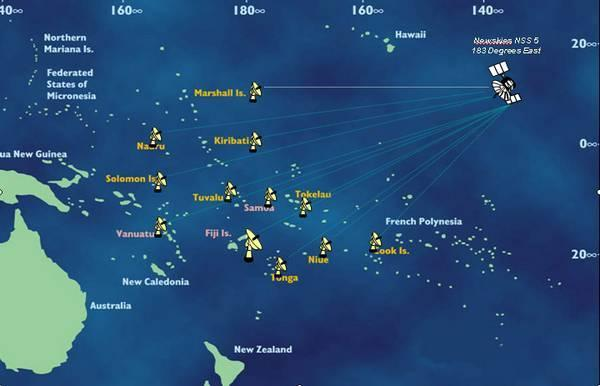 40∞ 160∞ 180∞ 160∞ 140∞
Hawaii
Newskies NSS 5
183 Degrees East
20∞
Northern
Mariana Is.
Federated
States of
Micronesia
Marshall Is.
Kiribati
Nauru
0∞
ua New Guinea
Solomon Is.
Tuvalu
Tokelau
Samoa
French Polynesia
Vanuatu
Fiji Is.
Cook Is.
20∞
Niue
Tonga
New Caledonia
Australia
New Zealand